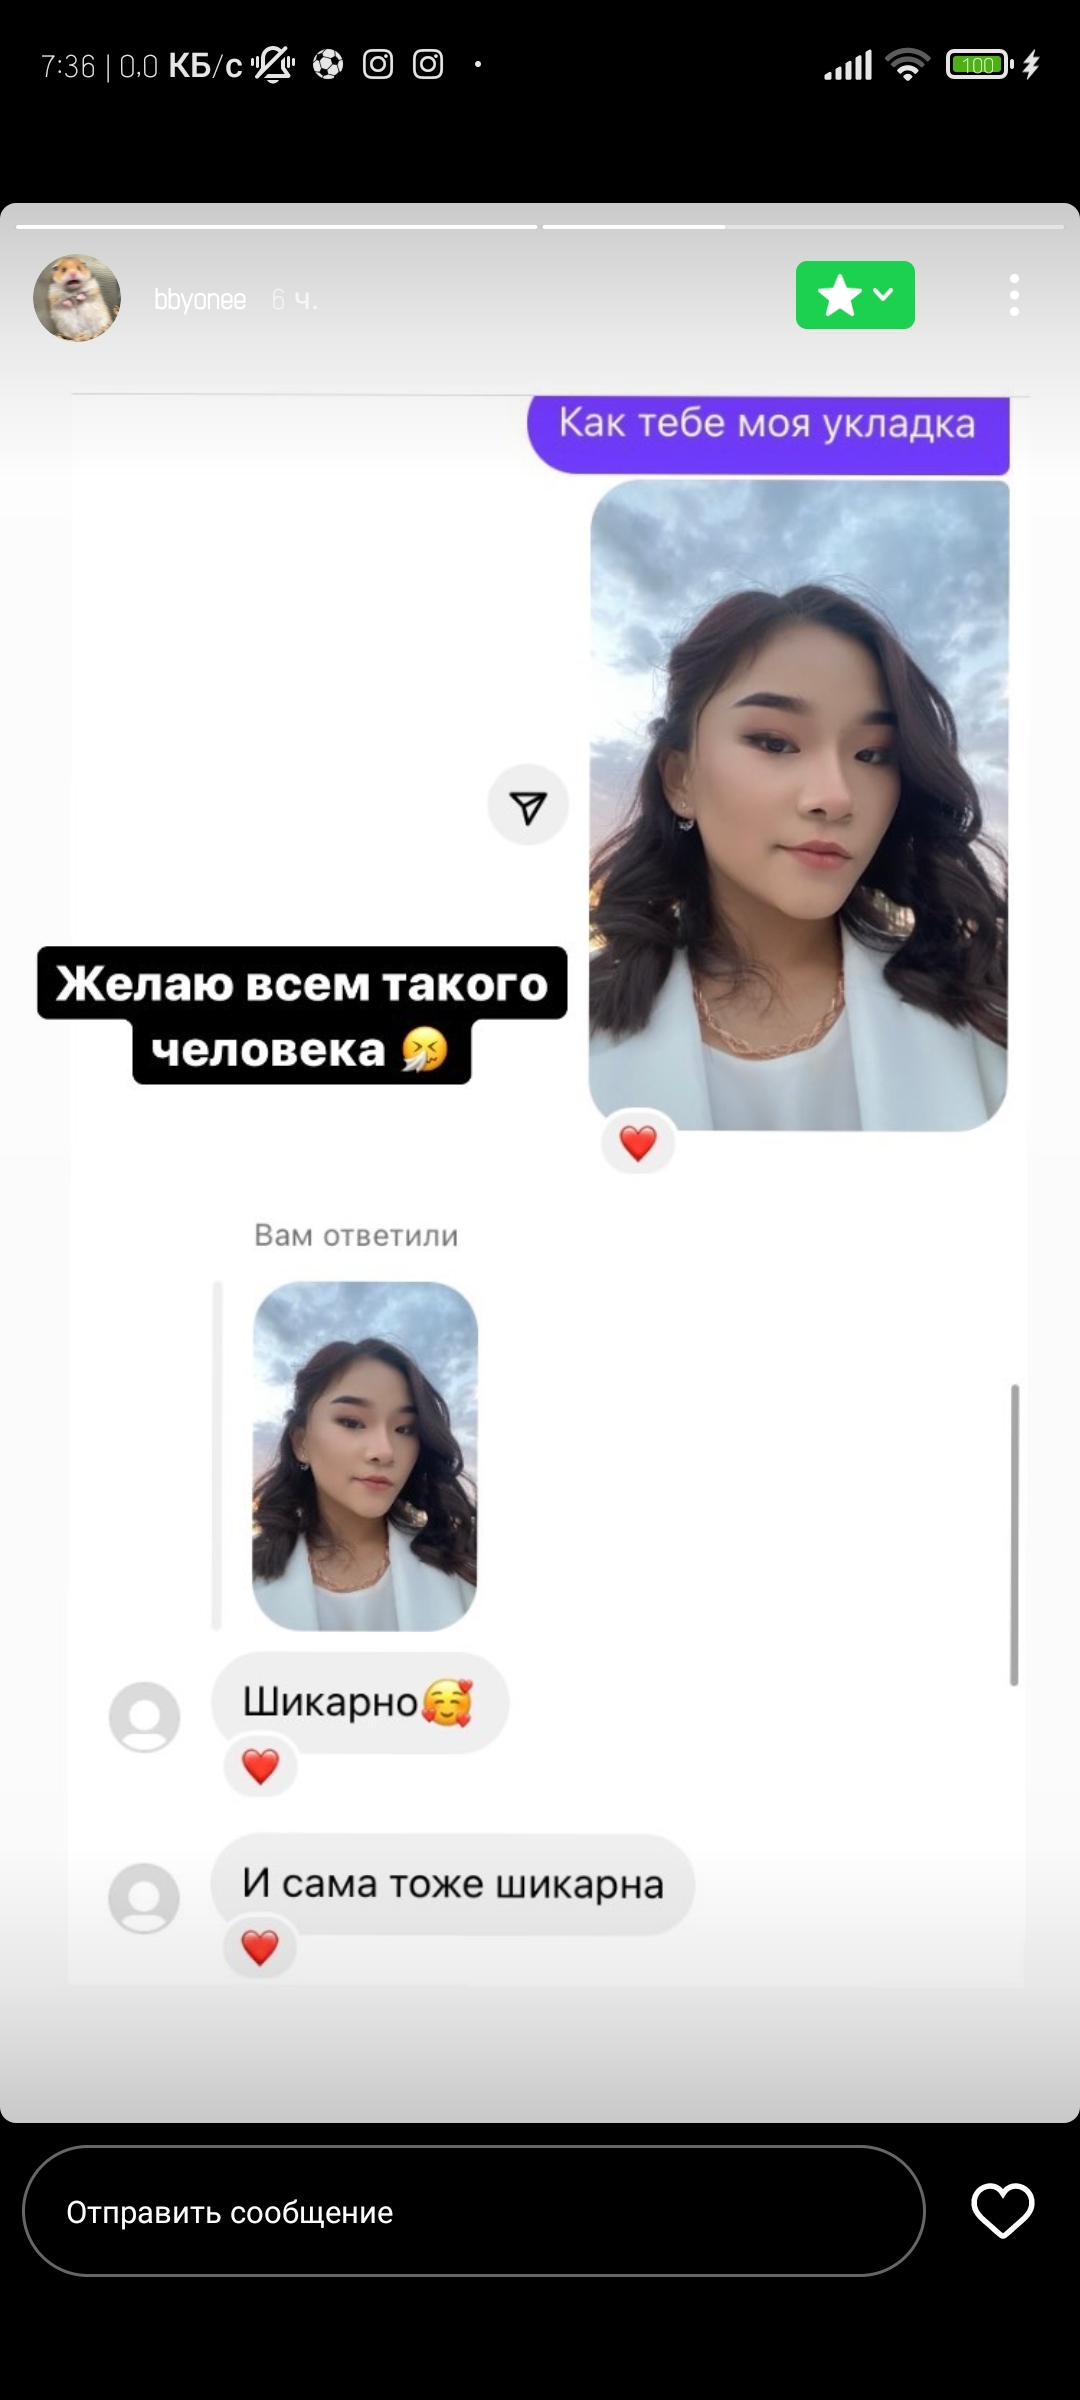 7:36 | 0,0 КБ/с
100
bbyonee 6 ч.
Как тебе моя укладка
Желаю всем такого
человека 🤧
❤️
Вам ответили
Шикарно🥰
❤️
И сама тоже шикарна
❤️
Отправить сообщение